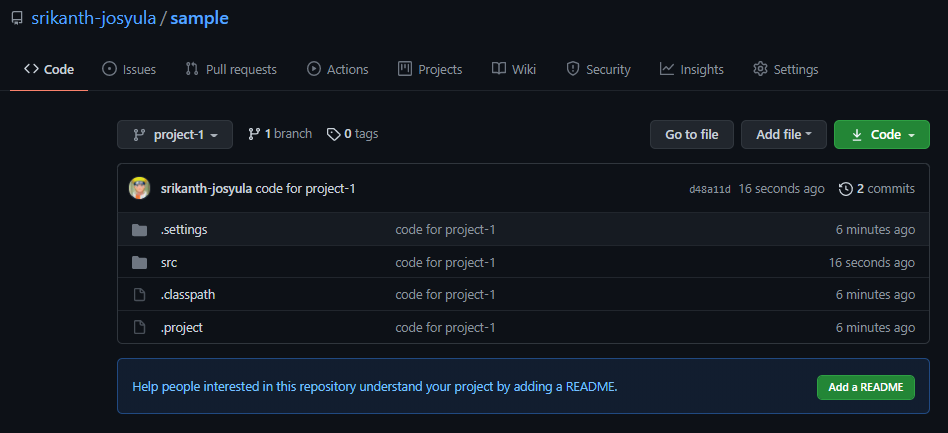 srikanth-josyula / sample
Code Issues Pull requests Actions Projects Wiki Security Insights Settings
project-1 1 branch 0 tags Go to file Add file Code
srikanth-josyula code for project-1 d48a11d 16 seconds ago 2 commits
.settings code for project-1 6 minutes ago
src code for project-1 16 seconds ago
.classpath code for project-1 6 minutes ago
.project code for project-1 6 minutes ago
Help people interested in this repository understand your project by adding a README. Add a README